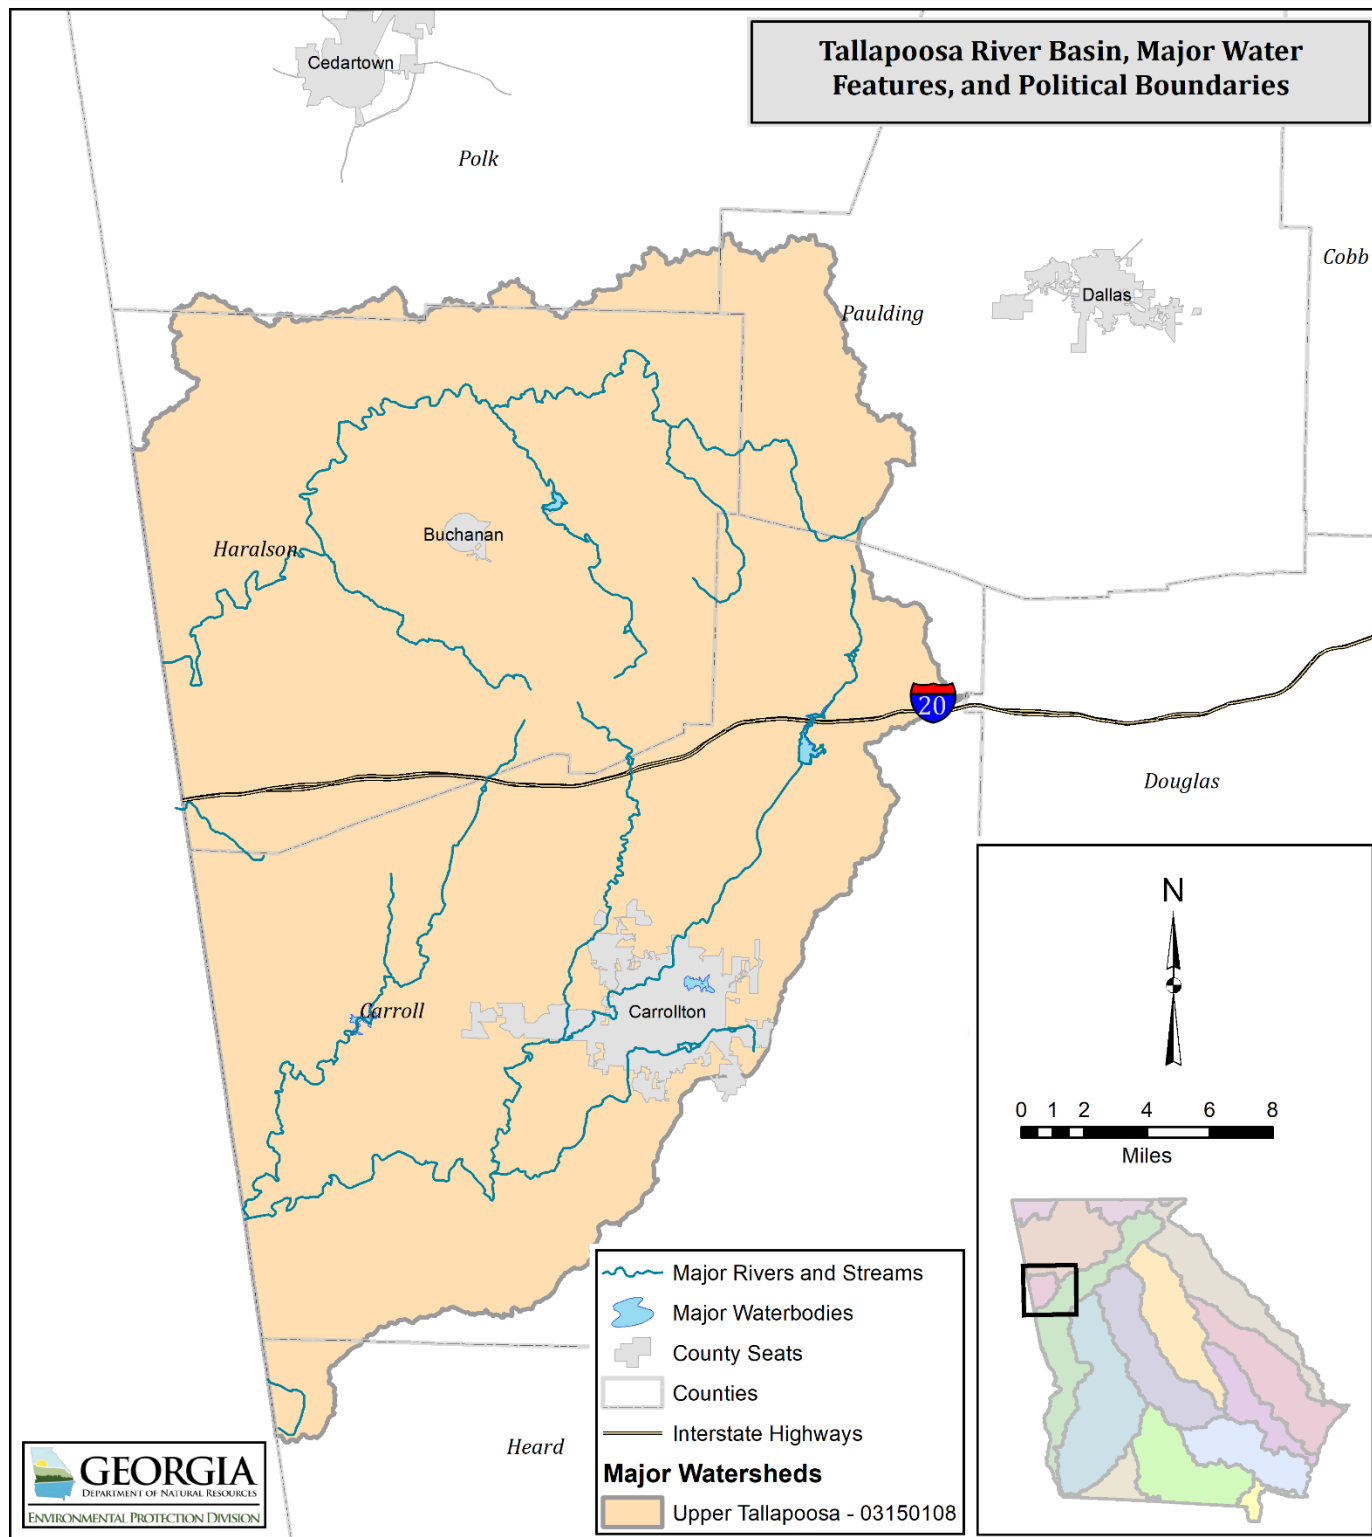 Tallapoosa River Basin, Major Water
Features, and Political Boundaries
Cedartown
Polk
Cobb
Dallas
Paulding
Buchanan
Haralson
20
Douglas
Carroll
Carrollton
Heard
N
0 1 2 4 6 8
Miles
Major Rivers and Streams
Major Waterbodies
County Seats
Counties
Interstate Highways
Major Watersheds
Upper Tallapoosa - 03150108
GEORGIA
DEPARTMENT OF NATURAL RESOURCES
ENVIRONMENTAL PROTECTION DIVISION